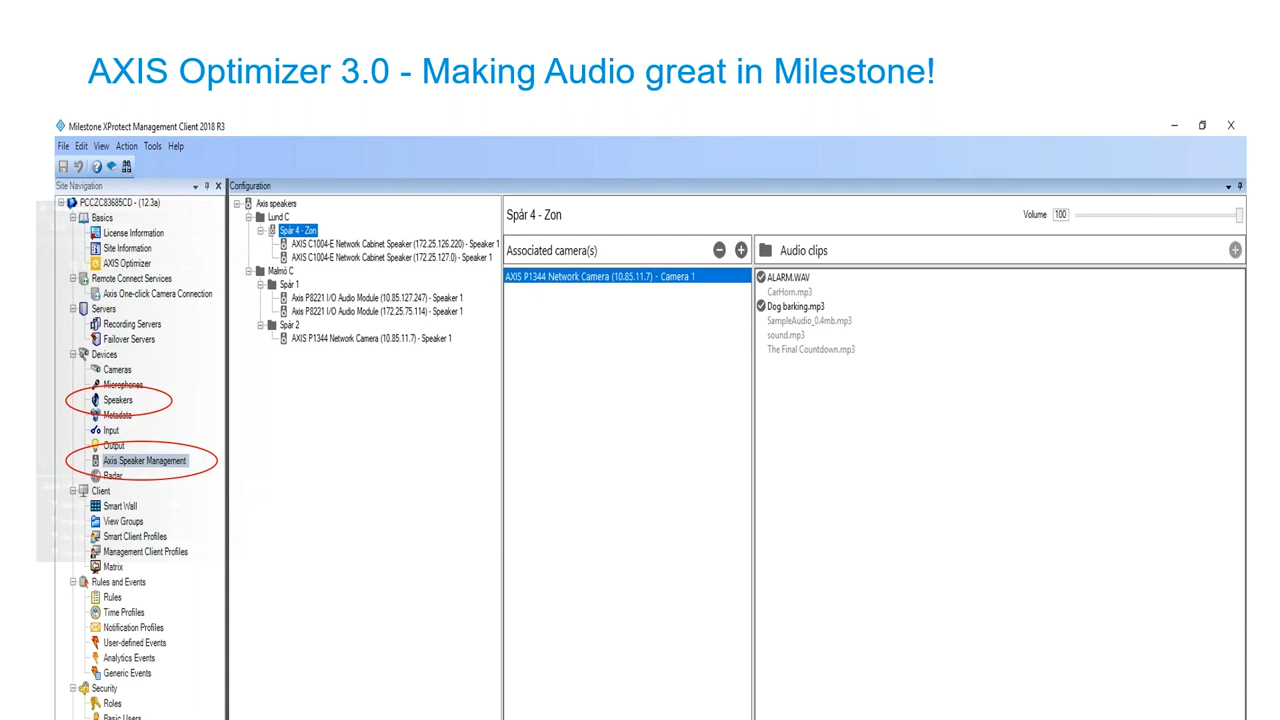 AXIS Optimizer 3.0 - Making Audio great in Milestone!
Milestone XProtect Management Client 2018 R3
File Edit View Action Tools Help
Site Navigation
PCCZC83685CD - (12.3a)
Basics
License Information
Site Information
AXIS Optimizer
Remote Connect Services
Axis One-click Camera Connection
Servers
Recording Servers
Failover Servers
Devices
Cameras
Microphones
Speakers
Metadata
Input
Output
Axis Speaker Management
Radar
Client
Smart Wall
View Groups
Smart Client Profiles
Management Client Profiles
Matrix
Rules and Events
Rules
Time Profiles
Notification Profiles
User-defined Events
Analytics Events
Generic Events
Security
Roles
Basic Users
Configuration
Axis speakers
Lund C
Spår 4 - Zon
AXIS C1004-E Network Cabinet Speaker (172.25.126.220) - Speaker 1
AXIS C1004-E Network Cabinet Speaker (172.25.127.0) - Speaker 1
Malmö C
Spår 1
Axis P8221 I/O Audio Module (10.85.127.247) - Speaker 1
Axis P8221 I/O Audio Module (172.25.75.114) - Speaker 1
Spår 2
AXIS P1344 Network Camera (10.85.11.7) - Speaker 1
Spår 4 - Zon
Volume 100
Associated camera(s)
AXIS P1344 Network Camera (10.85.11.7) - Camera 1
Audio clips
ALARM.WAV
CarHorn.mp3
Dog barking.mp3
SampleAudio_0.4mb.mp3
sound.mp3
The Final Countdown.mp3